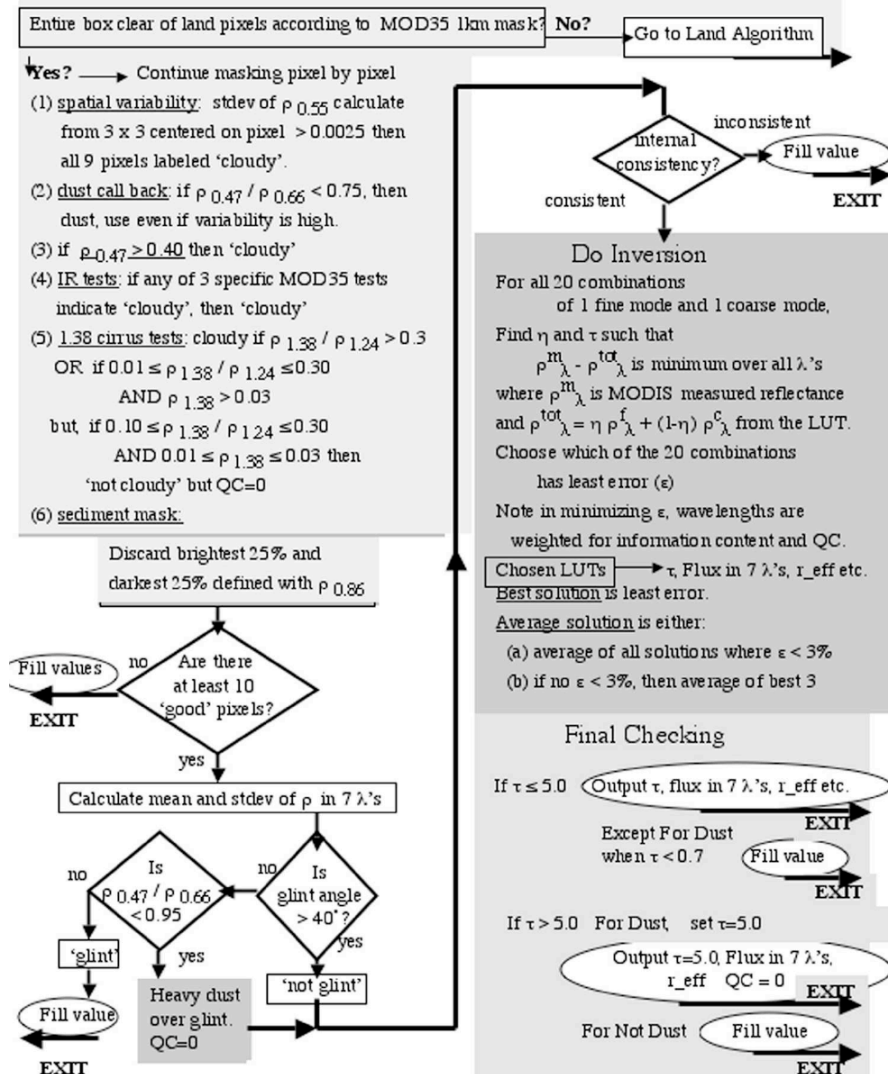 Entire box clear of land pixels according to MOD35 1km mask? No?
Go to Land Algorithm
Yes? Continue masking pixel by pixel
(1) spatial variability: stdev of ρ 0.55 calculate
from 3 x 3 centered on pixel > 0.0025 then
all 9 pixels labeled ‘cloudy’.
(2) dust call back: if ρ 0.47 / ρ 0.66 < 0.75, then
dust, use even if variability is high.
(3) if ρ 0.47 > 0.40 then ‘cloudy’
(4) IR tests: if any of 3 specific MOD35 tests
indicate ‘cloudy’, then ‘cloudy’
(5) 1.38 cirrus tests: cloudy if ρ 1.38 / ρ 1.24 > 0.3
OR if 0.01 ≤ ρ 1.38 / ρ 1.24 ≤ 0.30
AND ρ 1.38 > 0.03
but, if 0.10 ≤ ρ 1.38 / ρ 1.24 ≤ 0.30
AND 0.01 ≤ ρ 1.38 ≤ 0.03 then
‘not cloudy’ but QC=0
(6) sediment mask:
Discard brightest 25% and
darkest 25% defined with ρ 0.86
Are there
at least 10
‘good’ pixels?
no
Fill values
EXIT
yes
Calculate mean and stdev of ρ in 7 λ's
Is
glint angle
> 40°?
no
Is
ρ 0.47 / ρ 0.66
< 0.95
no
‘glint’
Fill value
EXIT
yes
Heavy dust
over glint.
QC=0
yes
‘not glint’
internal
consistency?
inconsistent
Fill value
EXIT
consistent
Do Inversion
For all 20 combinations
of 1 fine mode and 1 coarse mode,
Find η and τ such that
ρ^m_λ - ρ^tot_λ is minimum over all λ's
where ρ^m_λ is MODIS measured reflectance
and ρ^tot_λ = η ρ^f_λ + (1-η) ρ^c_λ from the LUT.
Choose which of the 20 combinations
has least error (ε)
Note in minimizing ε, wavelengths are
weighted for information content and QC.
Chosen LUTs τ, Flux in 7 λ's, r_eff etc.
Best solution is least error.
Average solution is either:
(a) average of all solutions where ε < 3%
(b) if no ε < 3%, then average of best 3
Final Checking
If τ ≤ 5.0 Output τ, flux in 7 λ's, r_eff etc.
EXIT
Except For Dust
when τ < 0.7 Fill value
EXIT
If τ > 5.0 For Dust, set τ=5.0
Output τ=5.0, Flux in 7 λ's,
r_eff QC = 0
EXIT
For Not Dust Fill value
EXIT